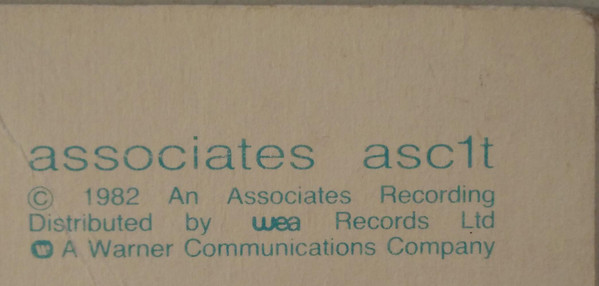 associates asc1t
© 1982 An Associates Recording
Distributed by wea Records Ltd
A Warner Communications Company